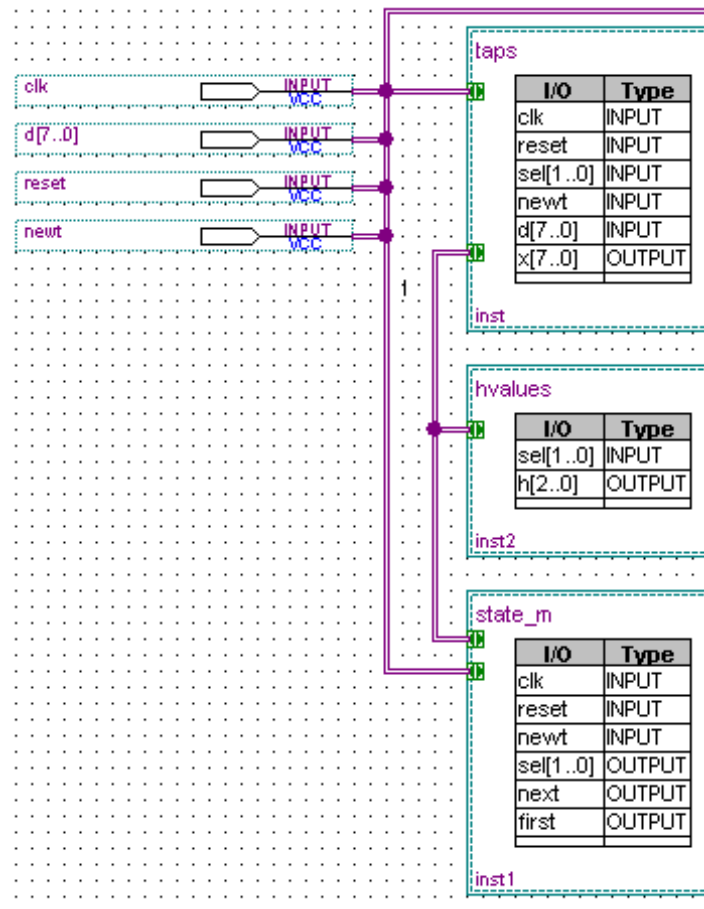 clk INPUT VCC
d[7..0] INPUT VCC
reset INPUT VCC
newt INPUT VCC
1
taps
I/O Type
clk INPUT
reset INPUT
sel[1..0] INPUT
newt INPUT
d[7..0] INPUT
x[7..0] OUTPUT
inst
hvalues
I/O Type
sel[1..0] INPUT
h[2..0] OUTPUT
inst2
state_m
I/O Type
clk INPUT
reset INPUT
newt INPUT
sel[1..0] OUTPUT
next OUTPUT
first OUTPUT
inst1